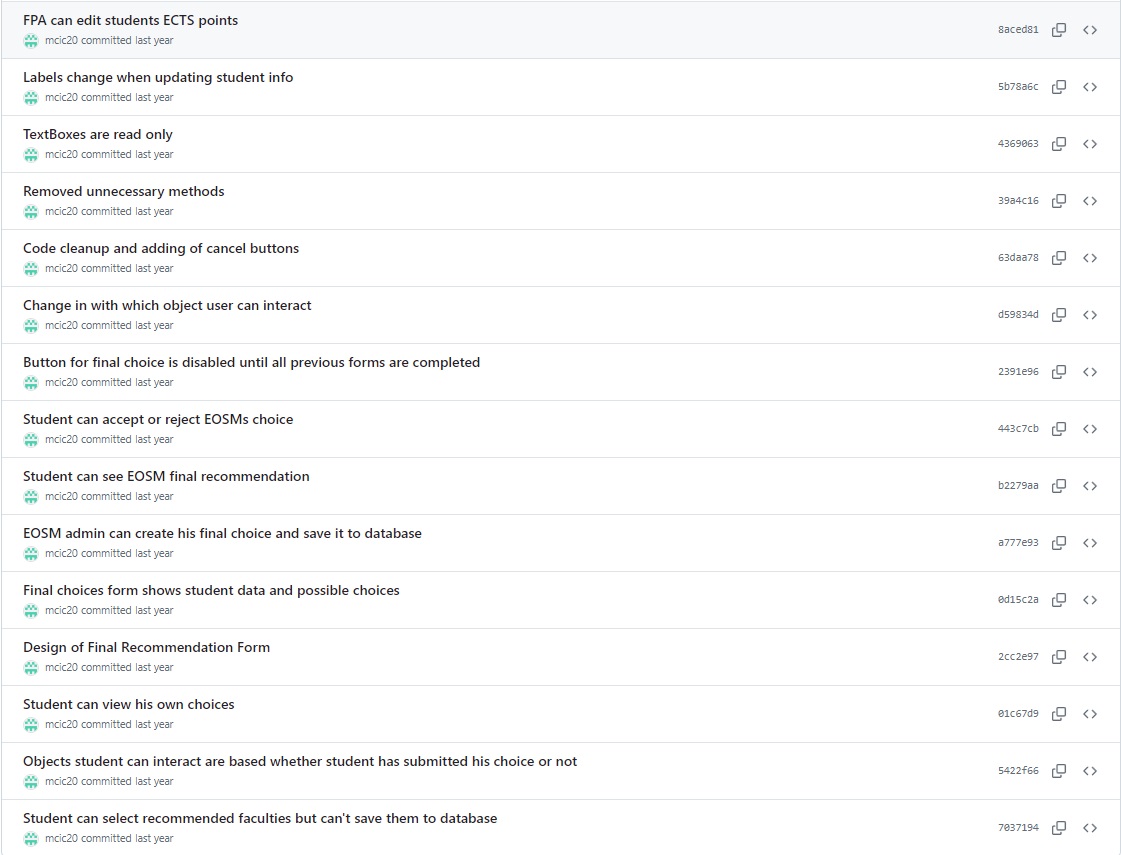 FPA can edit students ECTS points
mcic20 committed last year
8aced81
Labels change when updating student info
mcic20 committed last year
5b78a6c
TextBoxes are read only
mcic20 committed last year
4369063
Removed unnecessary methods
mcic20 committed last year
39a4c16
Code cleanup and adding of cancel buttons
mcic20 committed last year
63daa78
Change in with which object user can interact
mcic20 committed last year
d59834d
Button for final choice is disabled until all previous forms are completed
mcic20 committed last year
2391e96
Student can accept or reject EOSMs choice
mcic20 committed last year
443c7cb
Student can see EOSM final recommendation
mcic20 committed last year
b2279aa
EOSM admin can create his final choice and save it to database
mcic20 committed last year
a777e93
Final choices form shows student data and possible choices
mcic20 committed last year
0d15c2a
Design of Final Recommendation Form
mcic20 committed last year
2cc2e97
Student can view his own choices
mcic20 committed last year
01c67d9
Objects student can interact are based whether student has submitted his choice or not
mcic20 committed last year
5422f66
Student can select recommended faculties but can't save them to database
mcic20 committed last year
7037194